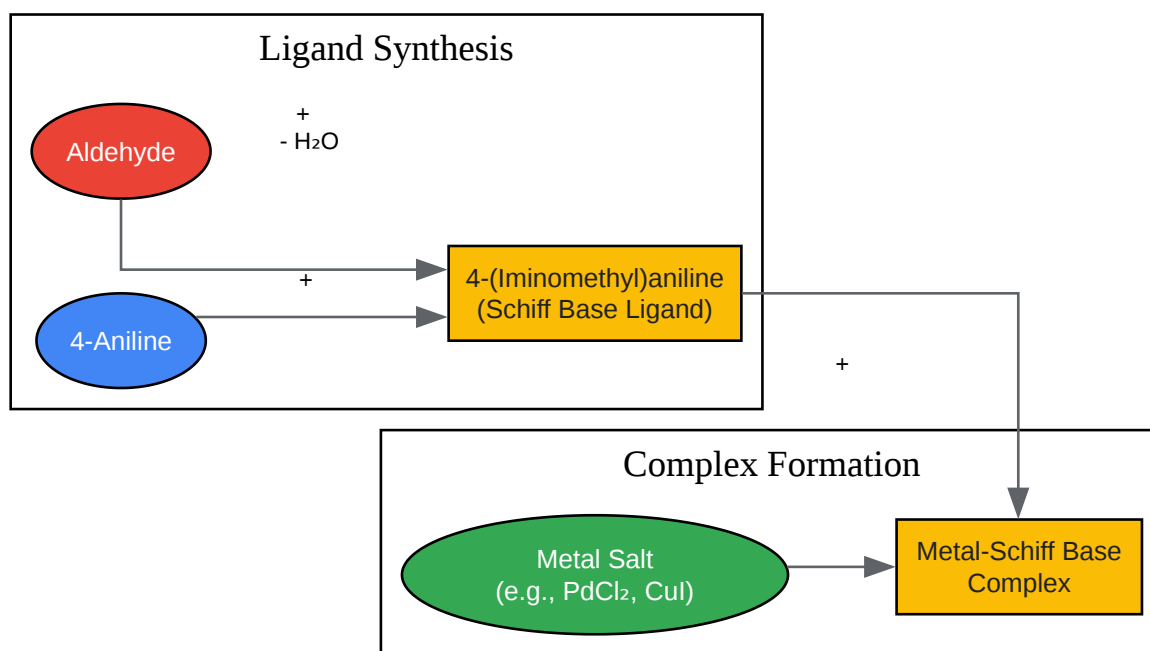 Ligand Synthesis
+
- H₂O
Aldehyde
+
4-(Iminomethyl)aniline
(Schiff Base Ligand)
4-Aniline
+
Complex Formation
Metal Salt
(e.g., PdCl₂, CuI)
Metal-Schiff Base
Complex